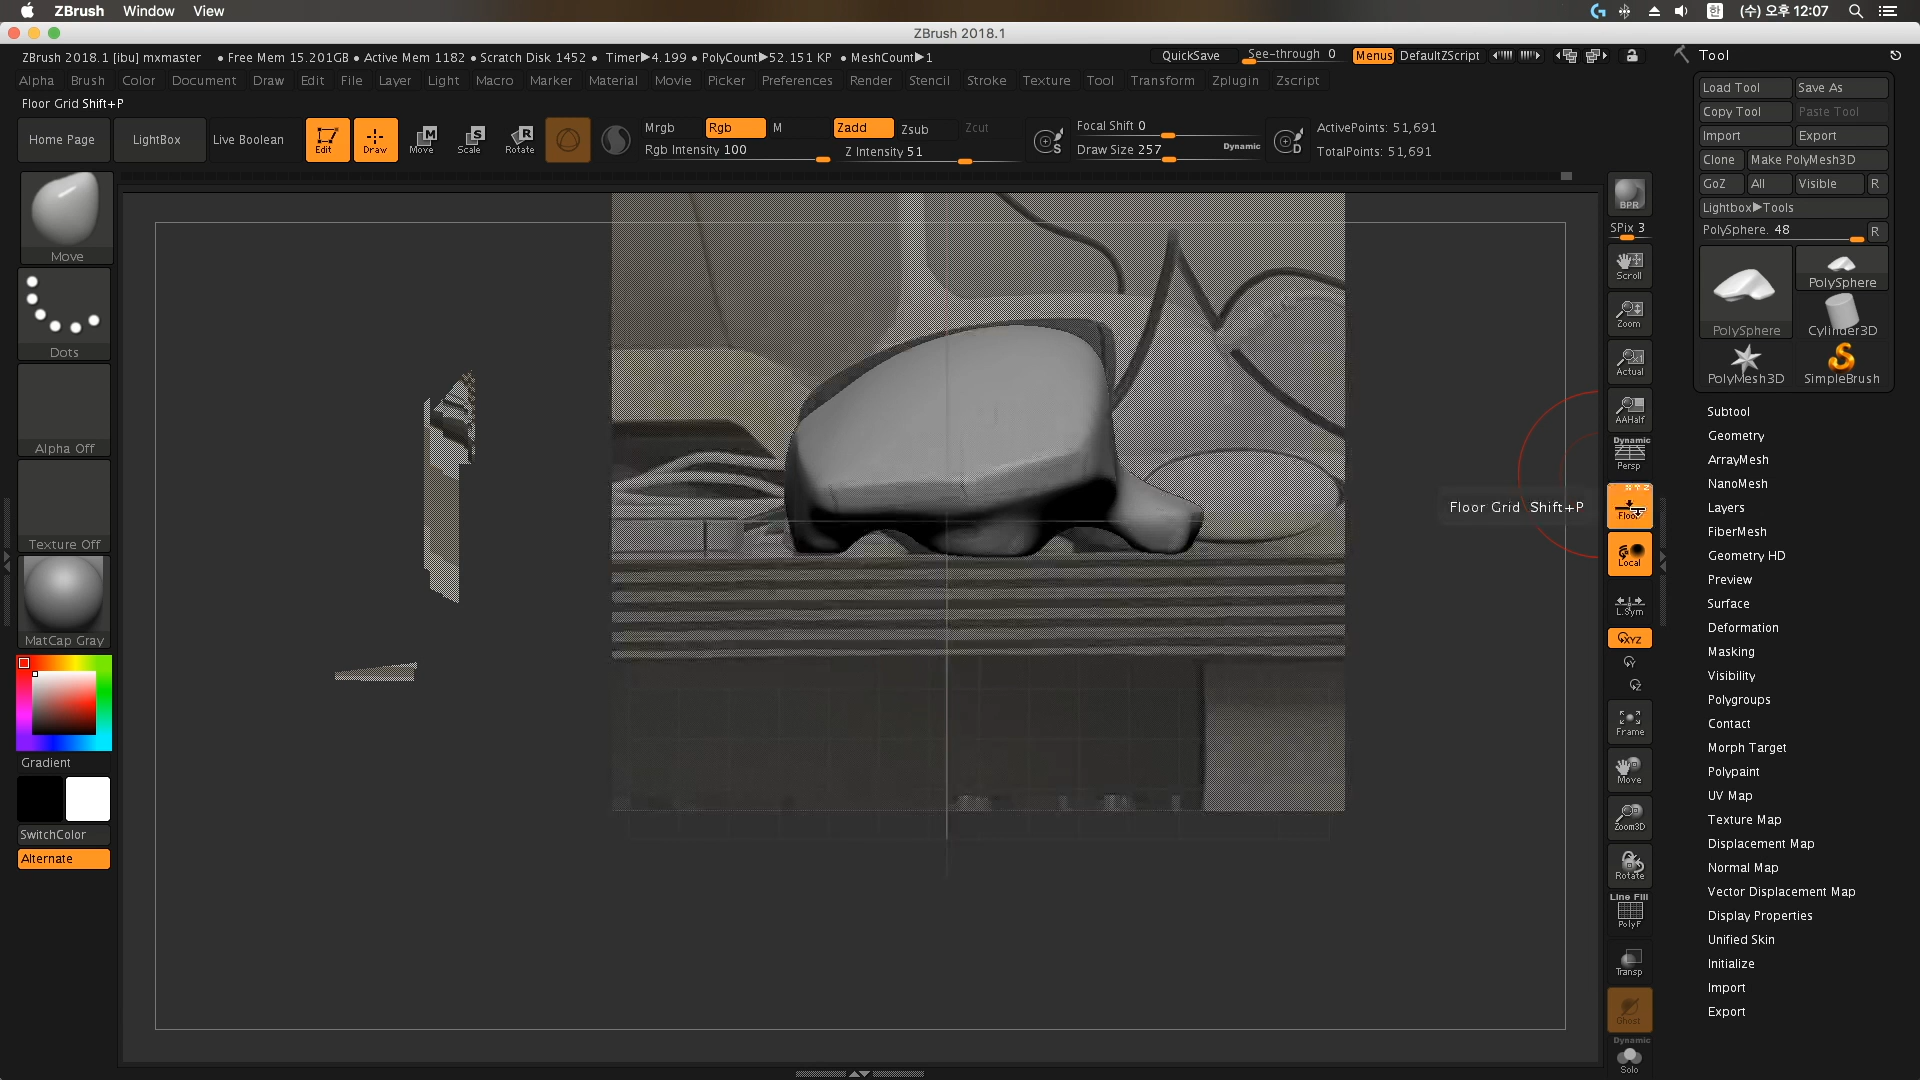 ZBrush Window View (수) 오후 12:07
ZBrush 2018.1
ZBrush 2018.1 [ibu] mxmaster • Free Mem 15.201GB • Active Mem 1182 • Scratch Disk 1452 • Timer▶4.199 • PolyCount▶52.151 KP • MeshCount▶1 QuickSave See-through 0 Menus DefaultZScript
Alpha Brush Color Document Draw Edit File Layer Light Macro Marker Material Movie Picker Preferences Render Stencil Stroke Texture Tool Transform Zplugin Zscript
Floor Grid Shift+P
Home Page LightBox Live Boolean Edit Draw Move Scale Rotate
Mrgb Rgb M Zadd Zsub Zcut
Rgb Intensity 100 Z Intensity 51
Focal Shift 0
Draw Size 257 Dynamic
ActivePoints: 51,691
TotalPoints: 51,691
Move
Dots
Alpha Off
Texture Off
MatCap Gray
Gradient
SwitchColor
Alternate
Floor Grid Shift+P
BPR
SPix 3
Scroll
Zoom
Actual
AAHalf
Dynamic
Persp
Floor
Local
L.Sym
XYZ
Y
Z
Frame
Move
Zoom3D
Rotate
Line Fill
PolyF
Transp
Ghost
Dynamic
Solo
Tool
Load Tool Save As
Copy Tool Paste Tool
Import Export
Clone Make PolyMesh3D
GoZ All Visible R
Lightbox▶Tools
PolySphere. 48 R
PolySphere PolySphere
Cylinder3D
PolyMesh3D SimpleBrush
Subtool
Geometry
ArrayMesh
NanoMesh
Layers
FiberMesh
Geometry HD
Preview
Surface
Deformation
Masking
Visibility
Polygroups
Contact
Morph Target
Polypaint
UV Map
Texture Map
Displacement Map
Normal Map
Vector Displacement Map
Display Properties
Unified Skin
Initialize
Import
Export